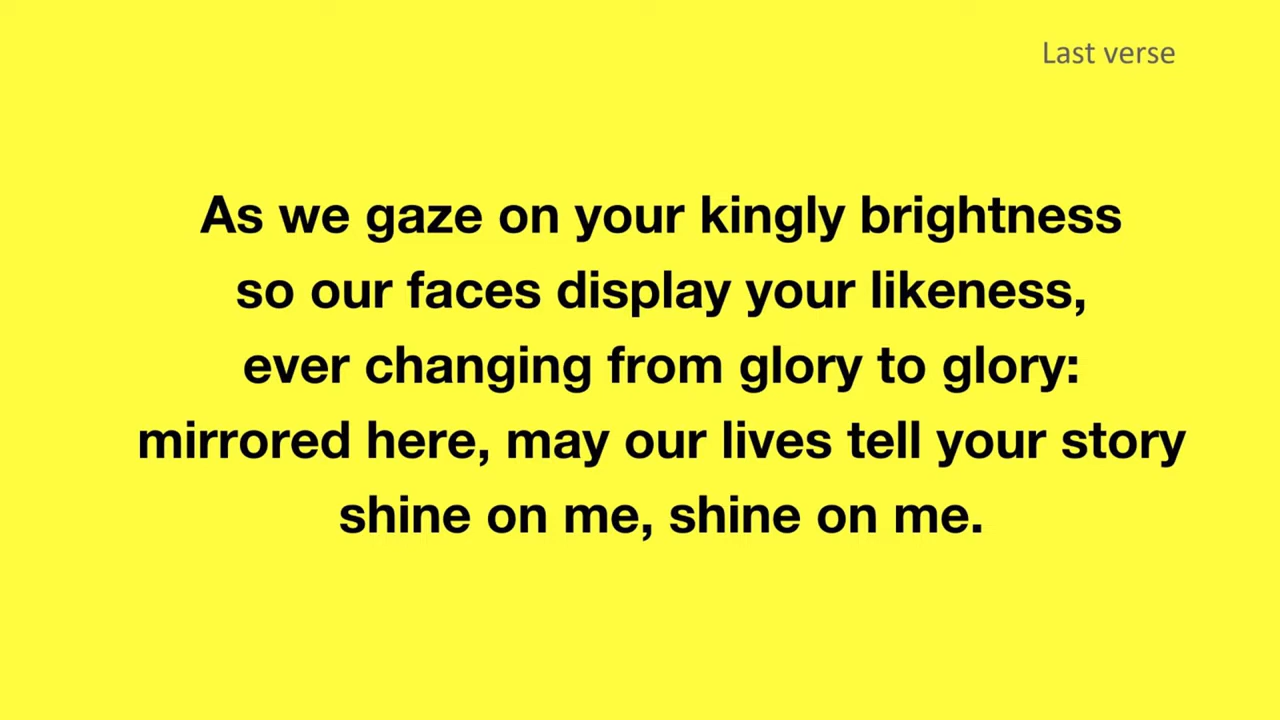 Last verse
As we gaze on your kingly brightness
so our faces display your likeness,
ever changing from glory to glory:
mirrored here, may our lives tell your story
shine on me, shine on me.